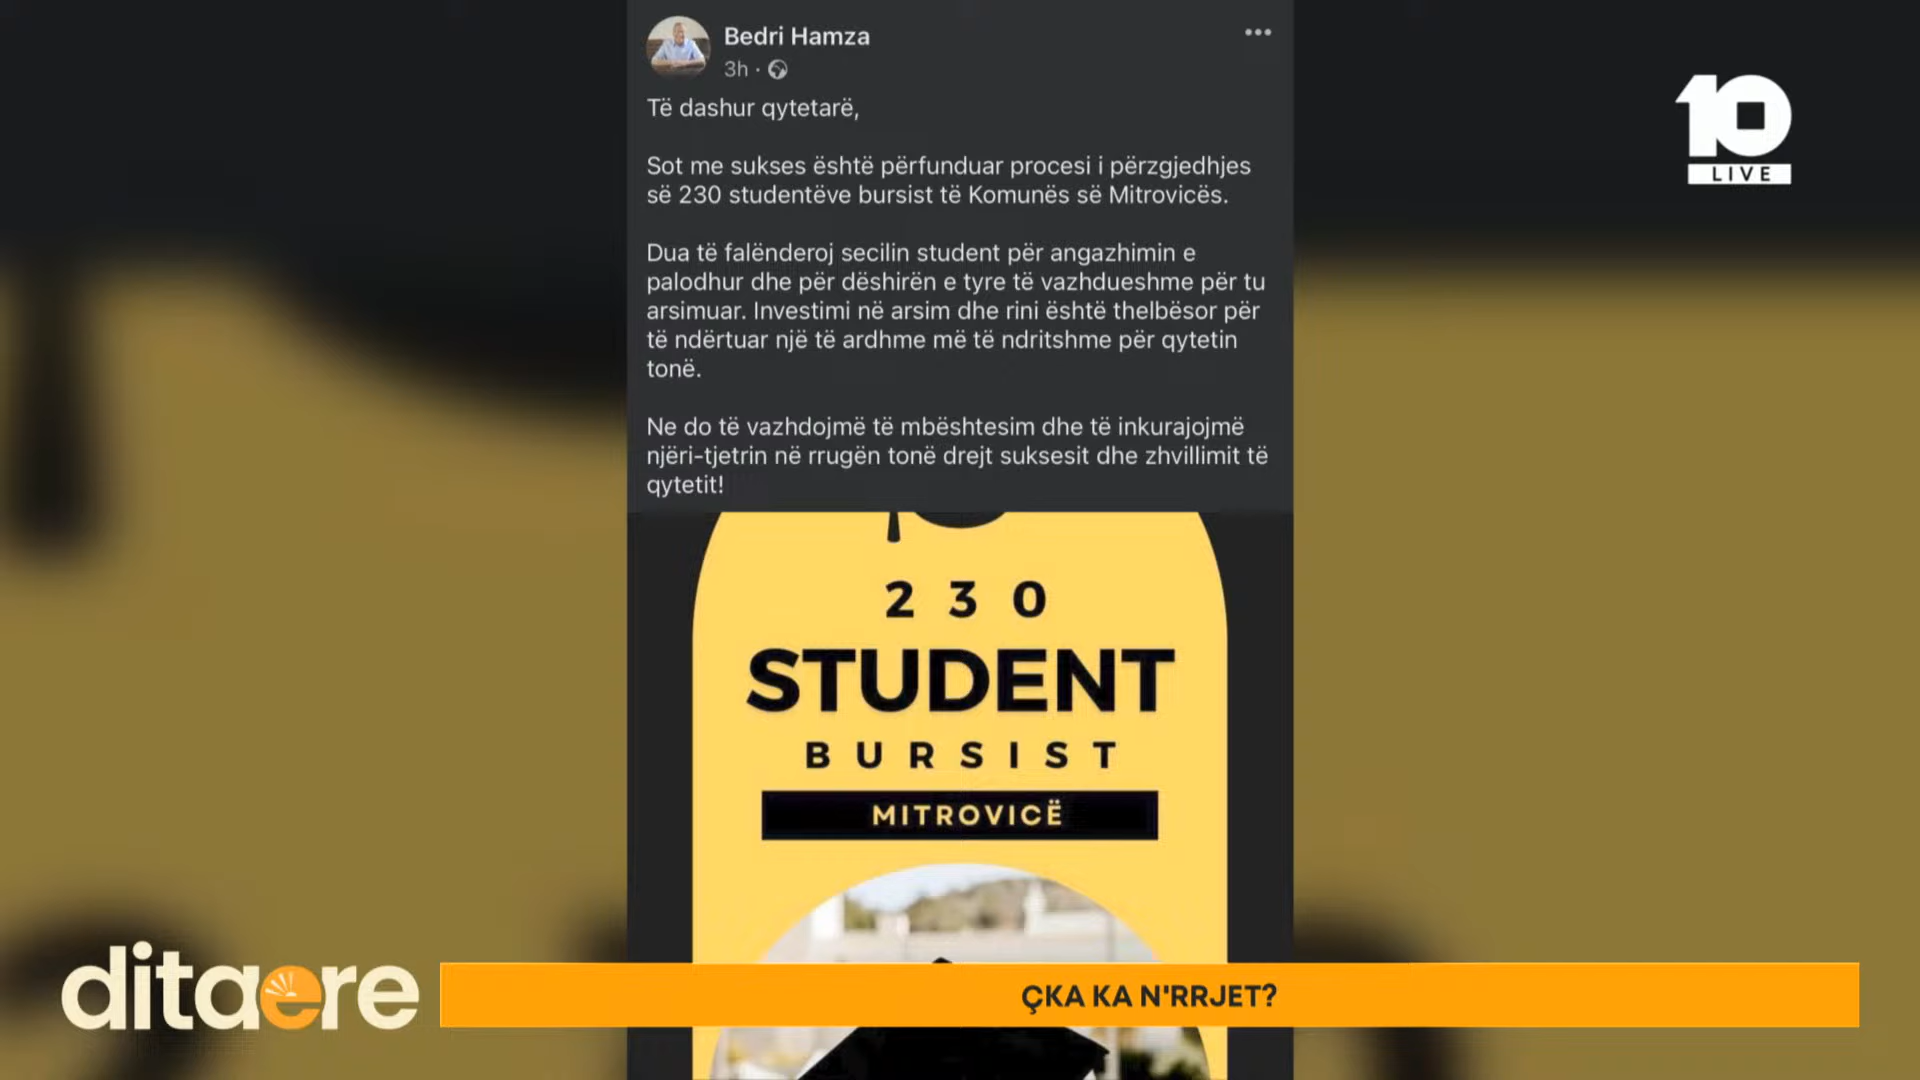 Bedri Hamza
3h ·
Të dashur qytetarë,
Sot me sukses është përfunduar procesi i përzgjedhjes
së 230 studentëve bursist të Komunës së Mitrovicës.
Dua të falënderoj secilin student për angazhimin e
palodhur dhe për dëshirën e tyre të vazhdueshme për tu
arsimuar. Investimi në arsim dhe rini është thelbësor për
të ndërtuar një të ardhme më të ndritshme për qytetin
tonë.
Ne do të vazhdojmë të mbështesim dhe të inkurajojmë
njëri-tjetrin në rrugën tonë drejt suksesit dhe zhvillimit të
qytetit!
230
STUDENT
BURSIST
MITROVICË
10
LIVE
ditaere
ÇKA KA N'RRJET?